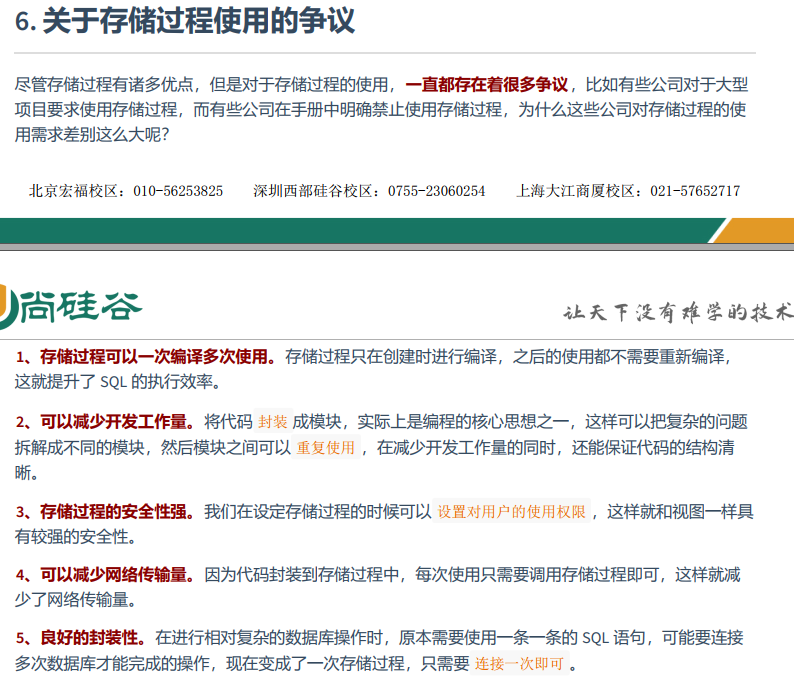 6. 关于存储过程使用的争议
尽管存储过程有诸多优点，但是对于存储过程的使用，一直都存在着很多争议，比如有些公司对于大型
项目要求使用存储过程，而有些公司在手册中明确禁止使用存储过程，为什么这些公司对存储过程的使
用需求差别这么大呢？
北京宏福校区：010-56253825 深圳西部硅谷校区：0755-23060254 上海大江商厦校区：021-57652717
尚硅谷
让天下没有难学的技术
1、存储过程可以一次编译多次使用。存储过程只在创建时进行编译，之后的使用都不需要重新编译，
这就提升了 SQL 的执行效率。
2、可以减少开发工作量。将代码 封装 成模块，实际上是编程的核心思想之一，这样可以把复杂的问题
拆解成不同的模块，然后模块之间可以 重复使用 ，在减少开发工作量的同时，还能保证代码的结构清
晰。
3、存储过程的安全性强。我们在设定存储过程的时候可以 设置对用户的使用权限 ，这样就和视图一样具
有较强的安全性。
4、可以减少网络传输量。因为代码封装到存储过程中，每次使用只需要调用存储过程即可，这样就减
少了网络传输量。
5、良好的封装性。在进行相对复杂的数据库操作时，原本需要使用一条一条的 SQL 语句，可能要连接
多次数据库才能完成的操作，现在变成了一次存储过程，只需要 连接一次即可 。